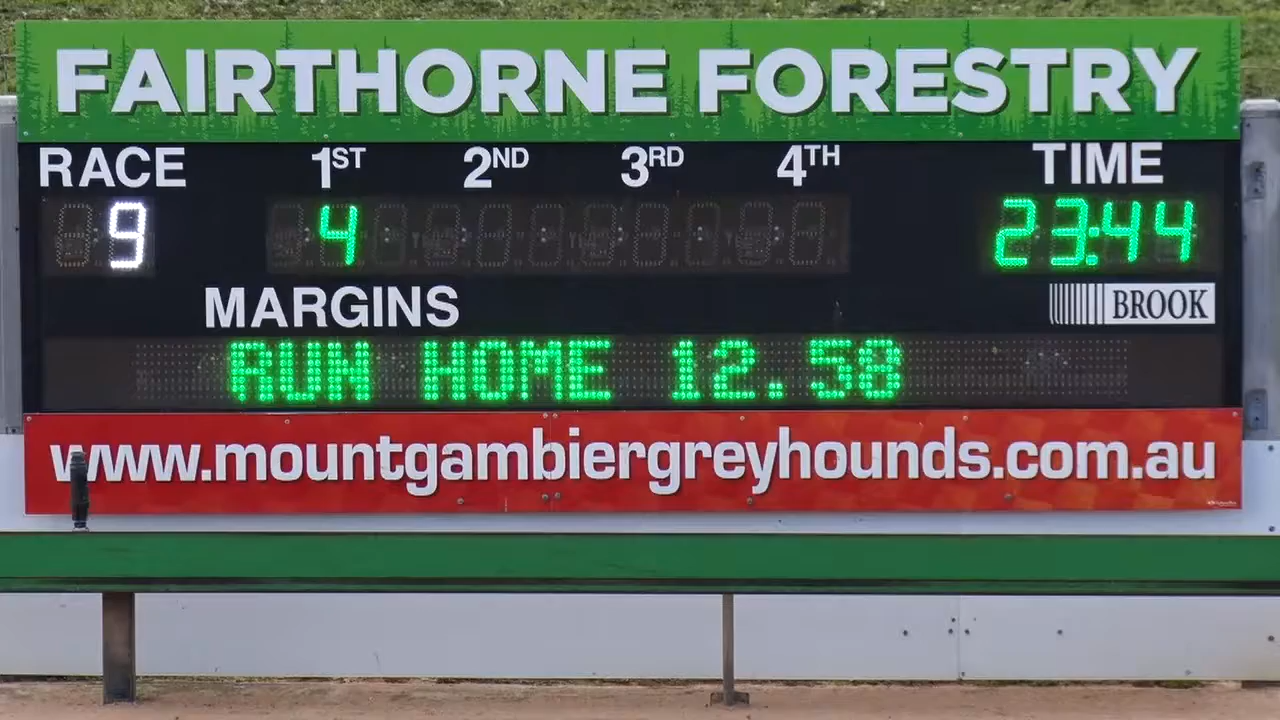 FAIRTHORNE FORESTRY
RACE 1ST 2ND 3RD 4TH TIME
9 4 23:44
MARGINS BROOK
RUN HOME 12.58
www.mountgambiergreyhounds.com.au